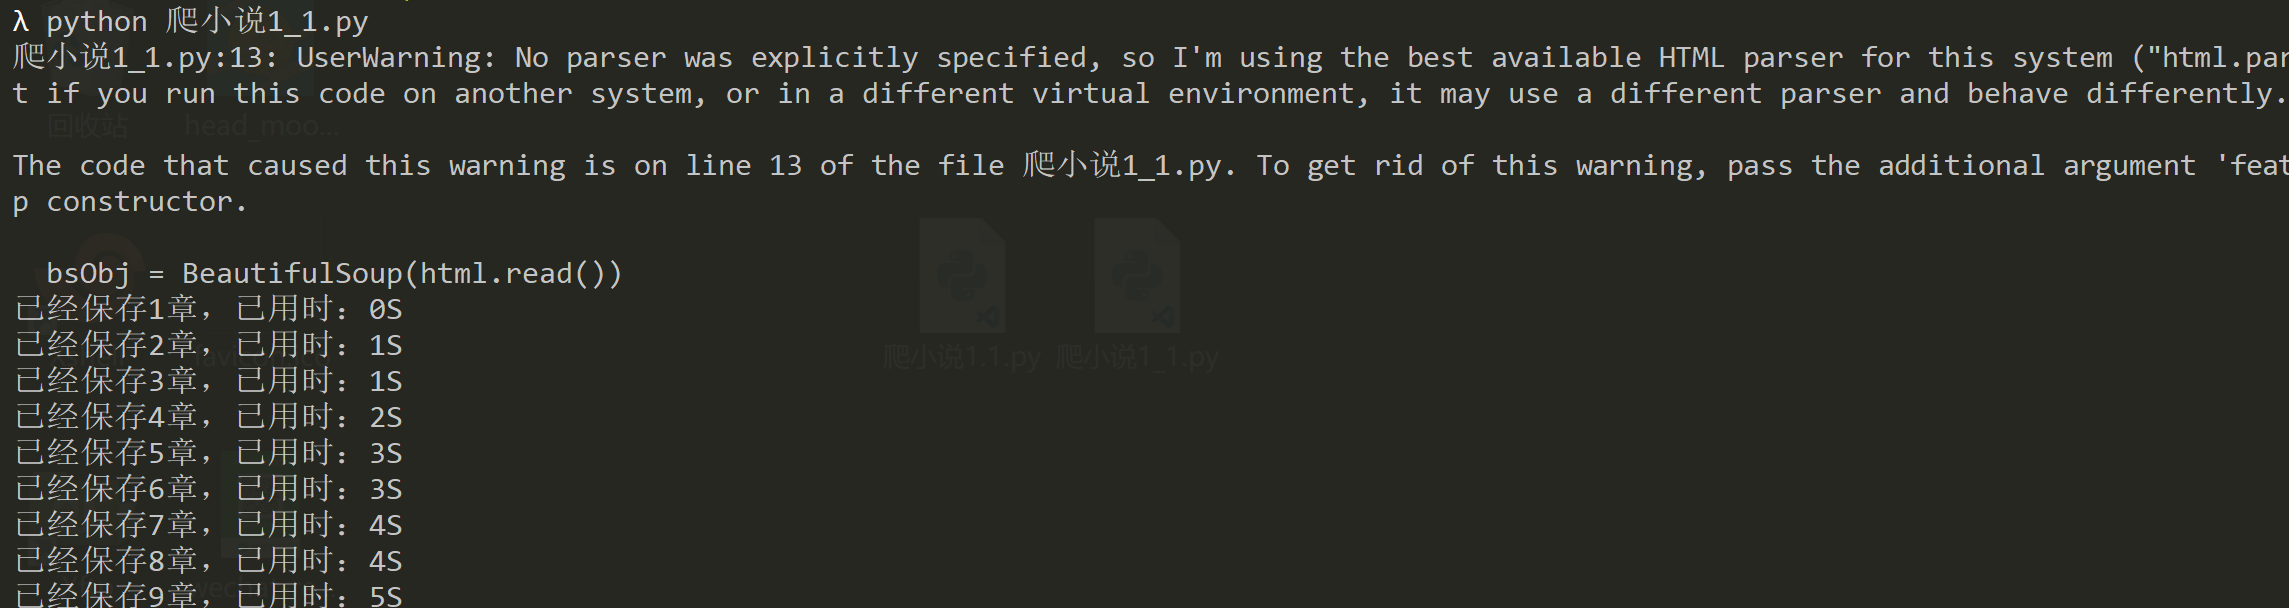 λ python 爬小说1_1.py
爬小说1_1.py:13: UserWarning: No parser was explicitly specified, so I'm using the best available HTML parser for this system ("html.par
t if you run this code on another system, or in a different virtual environment, it may use a different parser and behave differently.
回收站 head_moo...
The code that caused this warning is on line 13 of the file 爬小说1_1.py. To get rid of this warning, pass the additional argument 'feat
p constructor.
bsObj = BeautifulSoup(html.read())
已经保存1章，已用时：0S
已经保存2章，已用时：1S
爬小说1.1.py 爬小说1_1.py
已经保存3章，已用时：1S
已经保存4章，已用时：2S
已经保存5章，已用时：3S
已经保存6章，已用时：3S
已经保存7章，已用时：4S
已经保存8章，已用时：4S
已经保存9章，已用时：5S